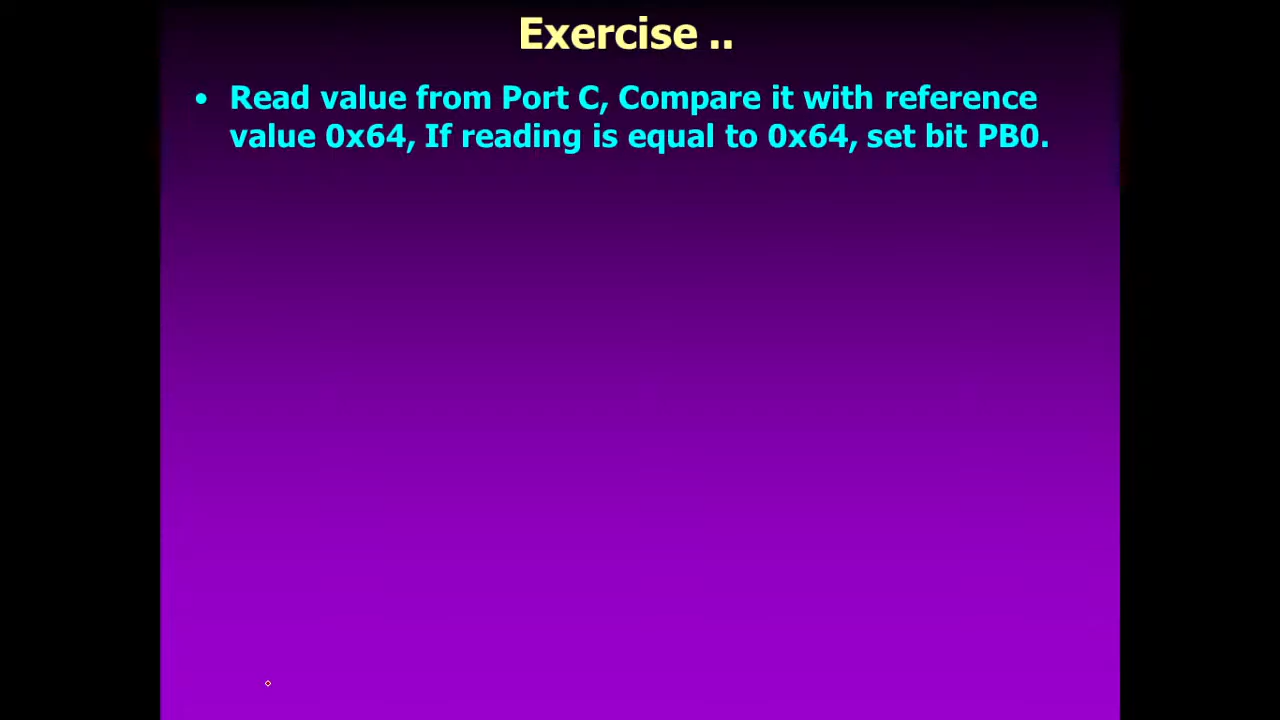 Exercise ..
• Read value from Port C, Compare it with reference
value 0x64, If reading is equal to 0x64, set bit PB0.